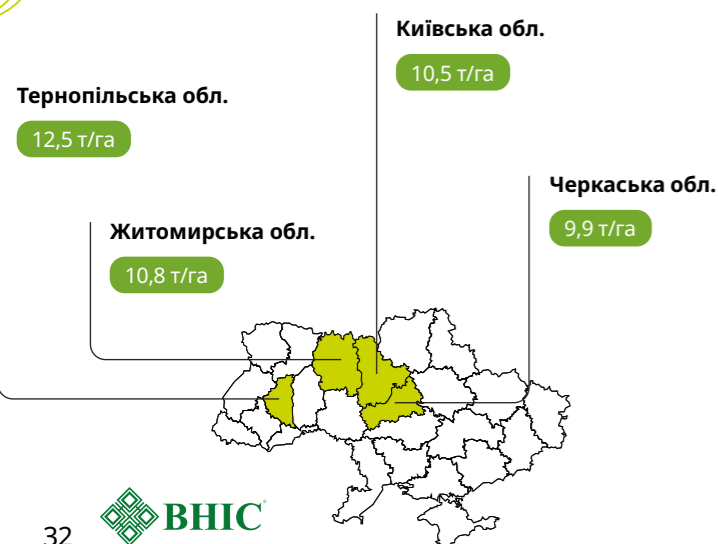 Київська обл.
10,5 т/га
Тернопільська обл.
12,5 т/га
Черкаська обл.
9,9 т/га
Житомирська обл.
10,8 т/га
32
ВНІС